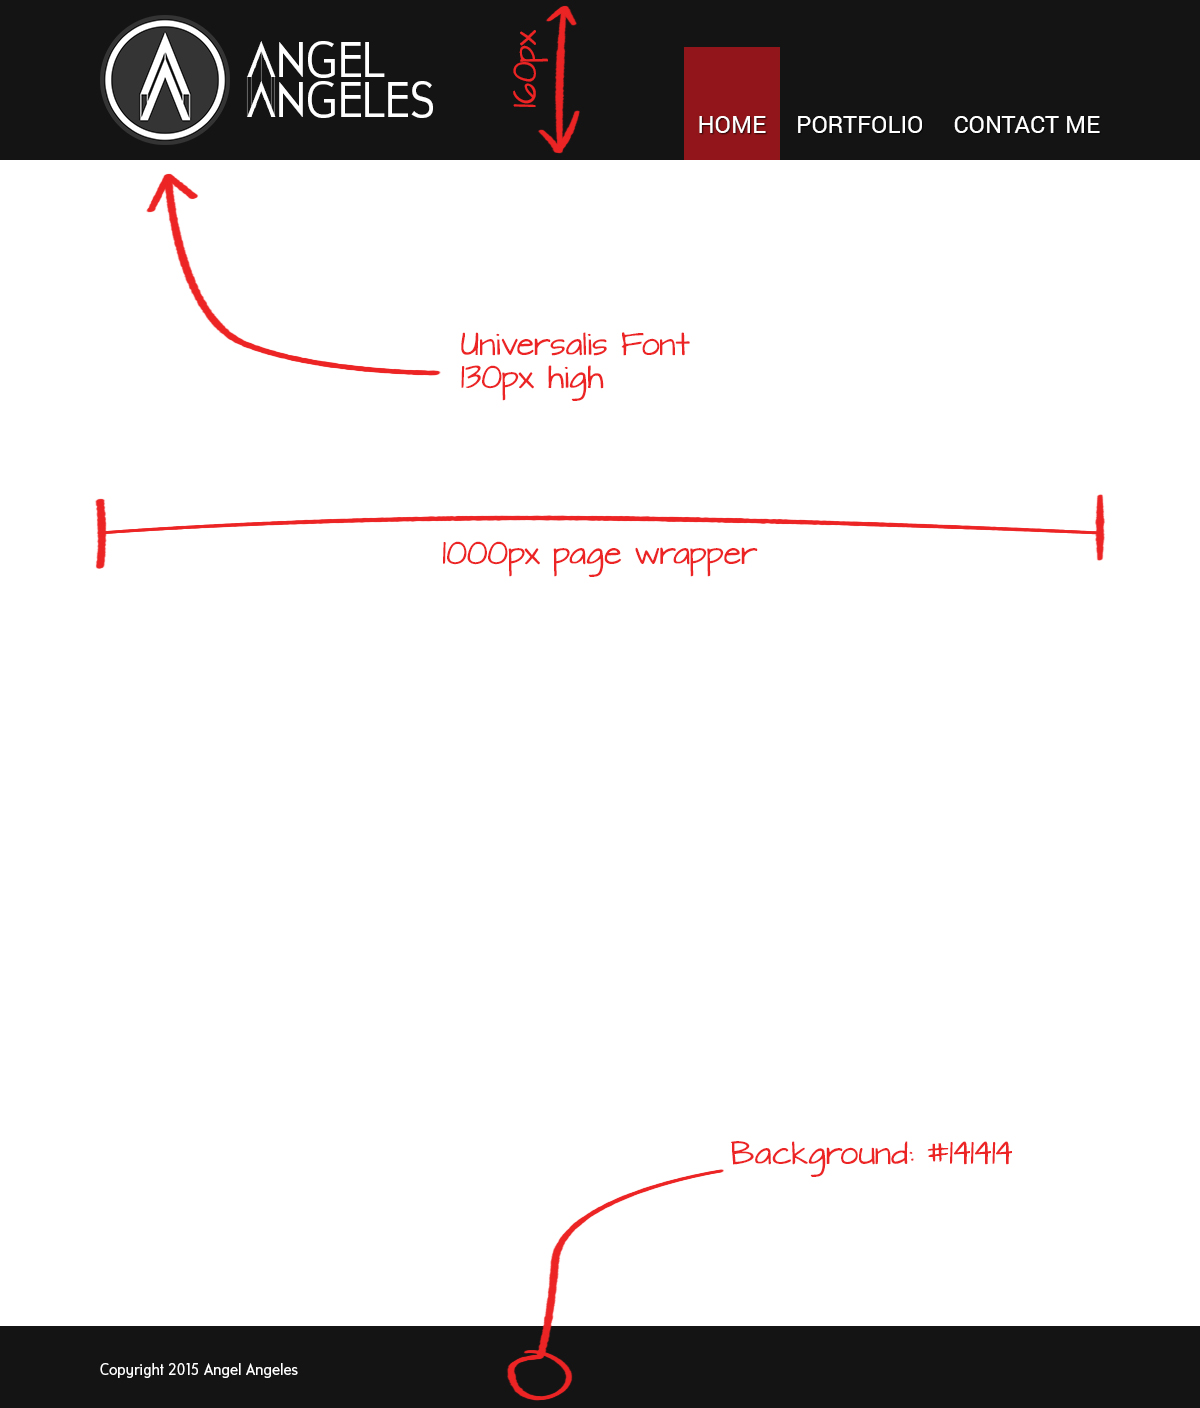 ANGEL
ANGELES
160px
HOME PORTFOLIO CONTACT ME
Universalis Font
130px high
1000px page wrapper
Background: #141414
Copyright 2015 Angel Angeles